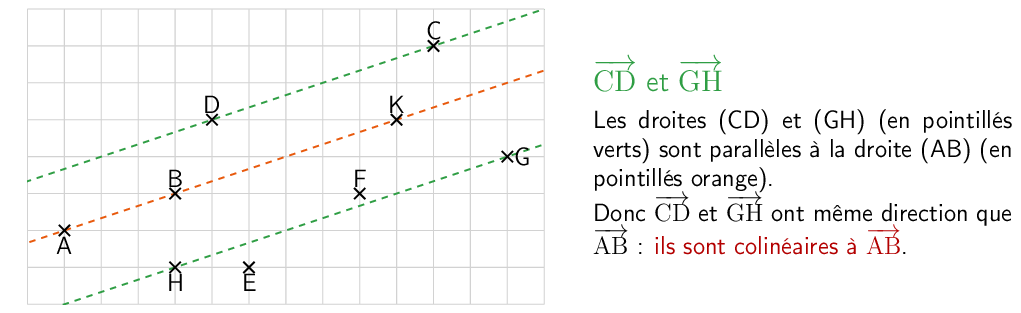 C
D
K
G
B
F
A
H
E
CD et GH
Les droites (CD) et (GH) (en pointillés
verts) sont parallèles à la droite (AB) (en
pointillés orange).
Donc CD et GH ont même direction que
AB : ils sont colinéaires à AB.